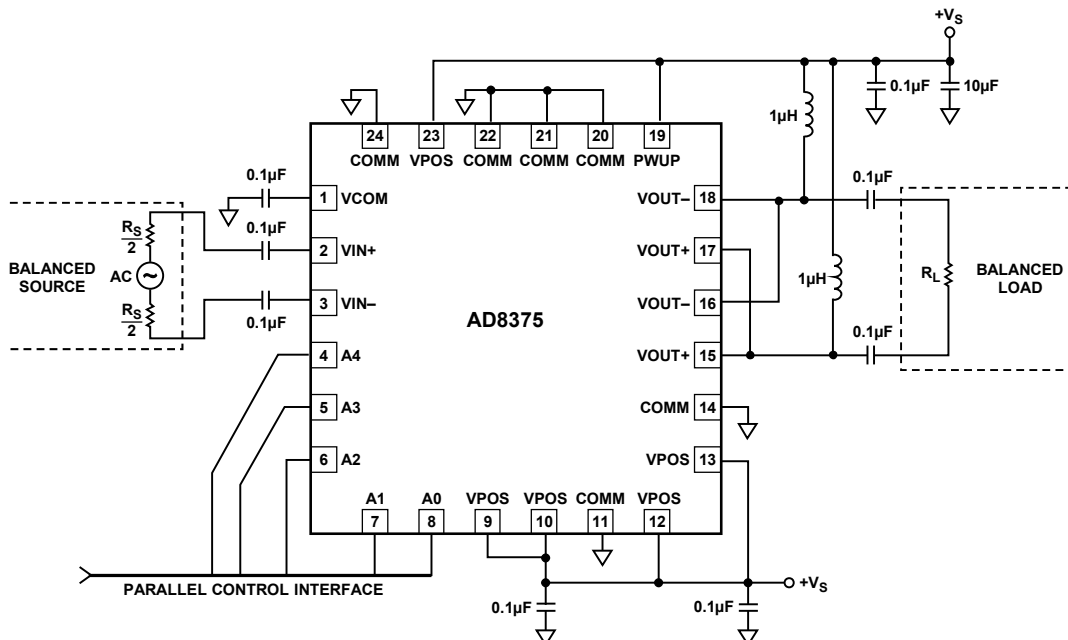 +VS
0.1µF
10µF
1µH
24
23
22
21
20
19
COMM
VPOS
COMM
COMM
COMM
PWUP
0.1µF
1
VCOM
VOUT–
18
0.1µF
RS
2
0.1µF
2
VIN+
VOUT+
17
BALANCED
SOURCE
AC
1µH
RL
BALANCED
LOAD
RS
2
3
VIN–
VOUT–
16
0.1µF
AD8375
0.1µF
4
A4
VOUT+
15
5
A3
COMM
14
6
A2
VPOS
13
A1
A0
VPOS
VPOS
COMM
VPOS
7
8
9
10
11
12
PARALLEL CONTROL INTERFACE
+VS
0.1µF
0.1µF